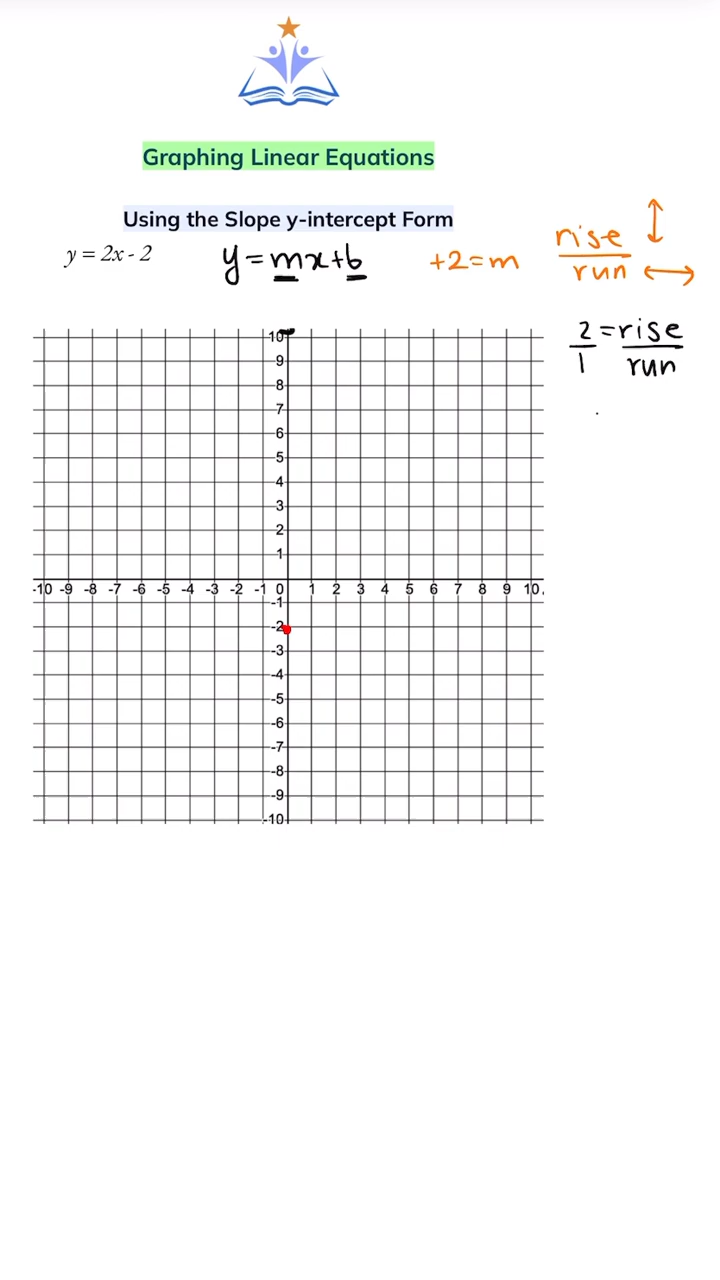 Graphing Linear Equations
Using the Slope y-intercept Form
y = 2x - 2
y = mx + b
+2 = m
rise
run
2 = rise
1 run
10
9
8
7
6
5
4
3
2
1
-10 -9 -8 -7 -6 -5 -4 -3 -2 -1 0 1 2 3 4 5 6 7 8 9 10
-1
-2
-3
-4
-5
-6
-7
-8
-9
-10